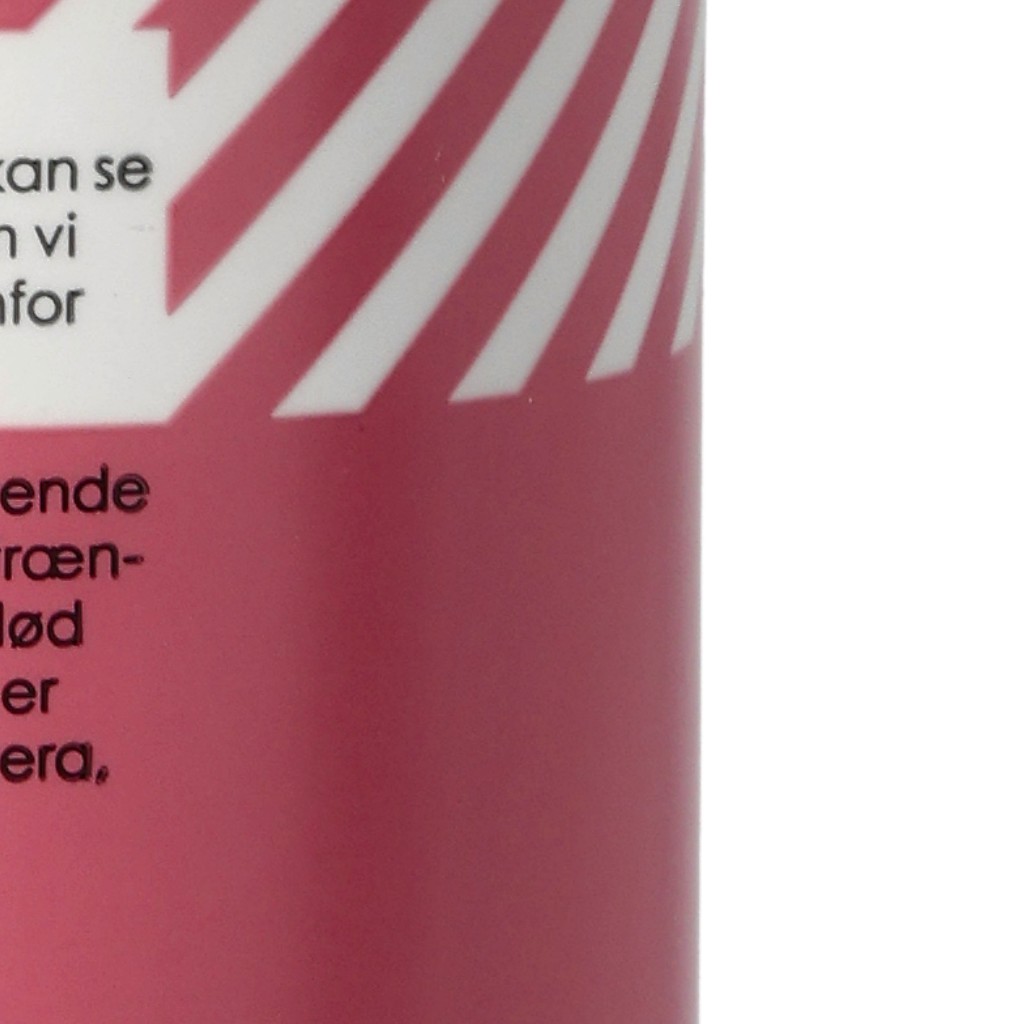 kan se
n vi
nfor
ende
ræn-
lød
er
era,